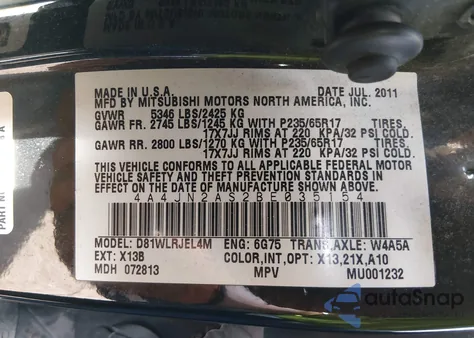 MADE IN U.S.A. DATE JUL. 2011
MFD BY MITSUBISHI MOTORS NORTH AMERICA, INC.
GVWR 5346 LBS/2425 KG
GAWR FR. 2745 LBS/1245 KG WITH P235/65R17 TIRES,
17X7JJ RIMS AT 220 KPA/32 PSI COLD.
GAWR RR. 2800 LBS/1270 KG WITH P235/65R17 TIRES,
17X7JJ RIMS AT 220 KPA/32 PSI COLD.
THIS VEHICLE CONFORMS TO ALL APPLICABLE FEDERAL MOTOR
VEHICLE SAFETY AND BUMPER STANDARDS IN
EFFECT ON THE DATE OF MANUFACTURE SHOWN ABOVE.
4A4JN2AS2BE035154
MODEL: D81WLRJEL4M ENG: 6G75 TRANS,AXLE: W4A5A
EXT: X13B COLOR,INT,OPT: X13,21X,A10
MDH 072813 MPV MU001232
PART NO
autoSnap